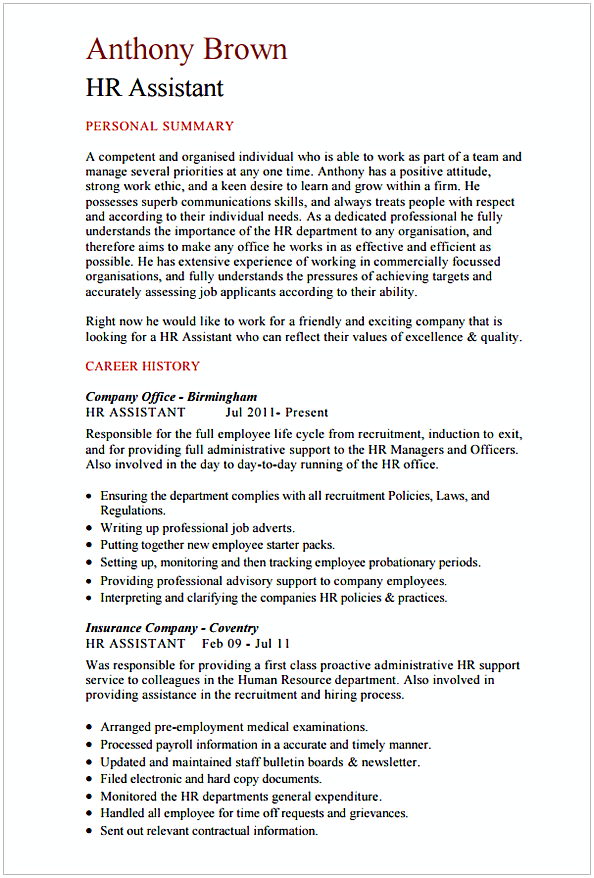 Anthony Brown
HR Assistant
PERSONAL SUMMARY
A competent and organised individual who is able to work as part of a team and
manage several priorities at any one time. Anthony has a positive attitude,
strong work ethic, and a keen desire to learn and grow within a firm. He
possesses superb communications skills, and always treats people with respect
and according to their individual needs. As a dedicated professional he fully
understands the importance of the HR department to any organisation, and
therefore aims to make any office he works in as effective and efficient as
possible. He has extensive experience of working in commercially focussed
organisations, and fully understands the pressures of achieving targets and
accurately assessing job applicants according to their ability.
Right now he would like to work for a friendly and exciting company that is
looking for a HR Assistant who can reflect their values of excellence & quality.
CAREER HISTORY
Company Office - Birmingham
HR ASSISTANT Jul 2011- Present
Responsible for the full employee life cycle from recruitment, induction to exit,
and for providing full administrative support to the HR Managers and Officers.
Also involved in the day to day-to-day running of the HR office.
• Ensuring the department complies with all recruitment Policies, Laws, and
Regulations.
• Writing up professional job adverts.
• Putting together new employee starter packs.
• Setting up, monitoring and then tracking employee probationary periods.
• Providing professional advisory support to company employees.
• Interpreting and clarifying the companies HR policies & practices.
Insurance Company - Coventry
HR ASSISTANT Feb 09 - Jul 11
Was responsible for providing a first class proactive administrative HR support
service to colleagues in the Human Resource department. Also involved in
providing assistance in the recruitment and hiring process.
• Arranged pre-employment medical examinations.
• Processed payroll information in a accurate and timely manner.
• Updated and maintained staff bulletin boards & newsletter.
• Filed electronic and hard copy documents.
• Monitored the HR departments general expenditure.
• Handled all employee for time off requests and grievances.
• Sent out relevant contractual information.